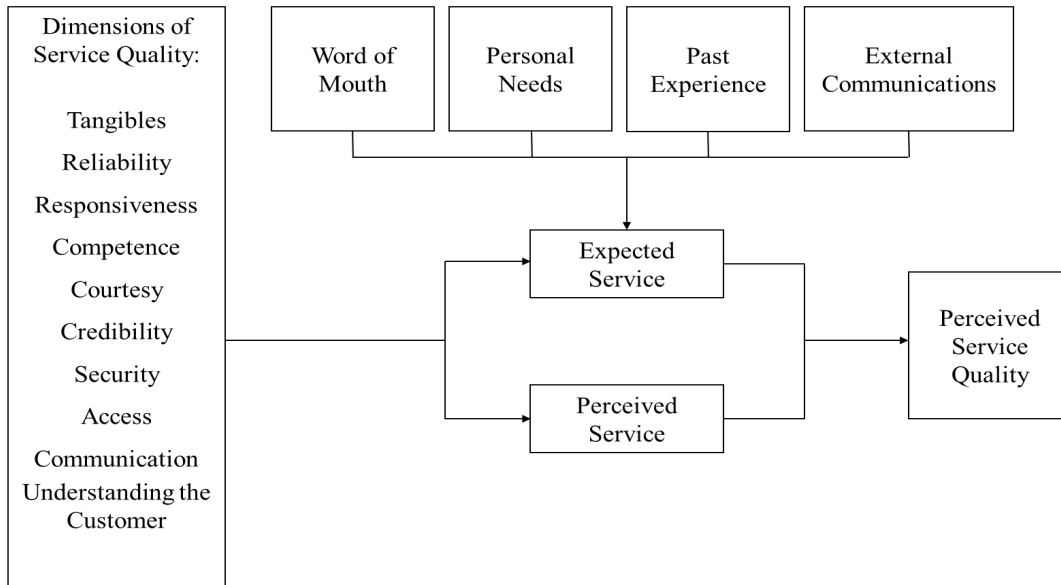 Dimensions of
Service Quality:
Tangibles
Reliability
Responsiveness
Competence
Courtesy
Credibility
Security
Access
Communication
Understanding the
Customer
Word of
Mouth
Personal
Needs
Past
Experience
External
Communications
Expected
Service
Perceived
Service
Perceived
Service
Quality